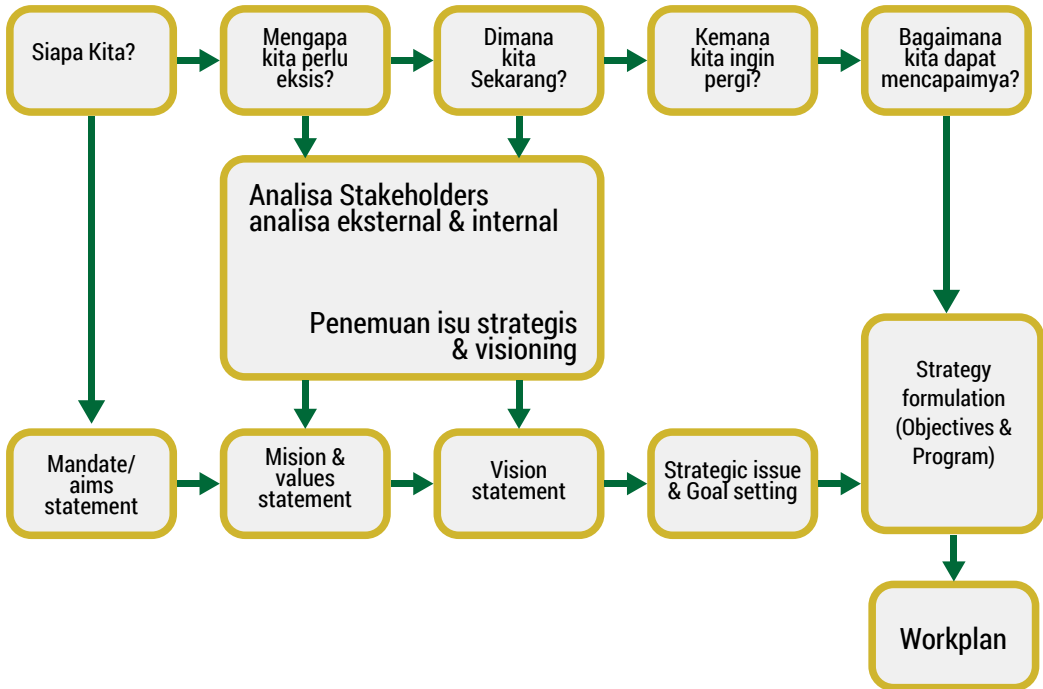 Siapa Kita?
Mengapa
kita perlu
eksis?
Dimana
kita
Sekarang?
Kemana
kita ingin
pergi?
Bagaimana
kita dapat
mencapaimya?
Analisa Stakeholders
analisa eksternal & internal
Penemuan isu strategis
& visioning
Mandate/
aims
statement
Mision &
values
statement
Vision
statement
Strategic issue
& Goal setting
Strategy
formulation
(Objectives &
Program)
Workplan